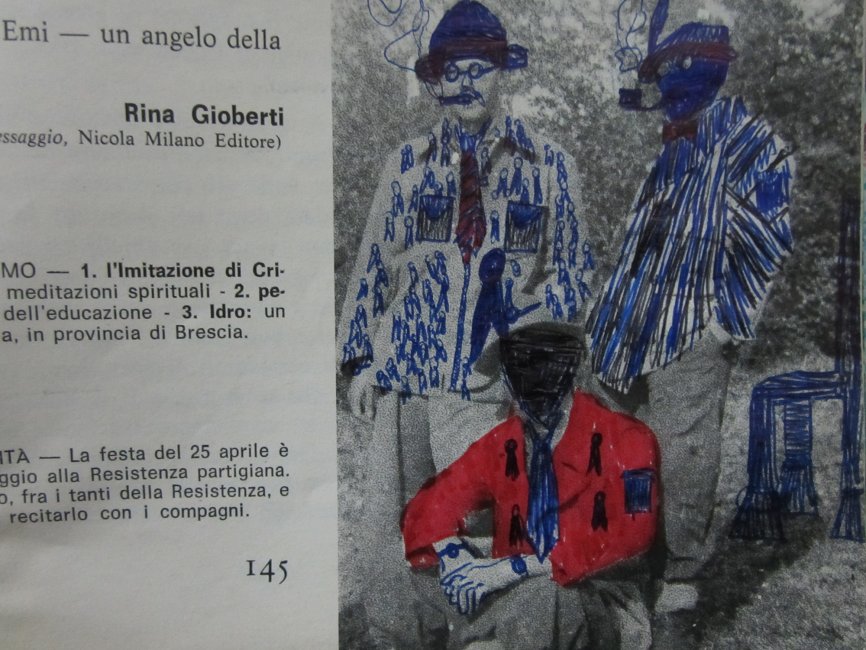 Emi — un angelo della
Rina Gioberti
essaggio, Nicola Milano Editore)
MO — 1. l'Imitazione di Cri-
meditazioni spirituali - 2. pe-
dell'educazione - 3. Idro: un
a, in provincia di Brescia.
ITÀ — La festa del 25 aprile è
ggio alla Resistenza partigiana.
o, fra i tanti della Resistenza, e
recitarlo con i compagni.
145